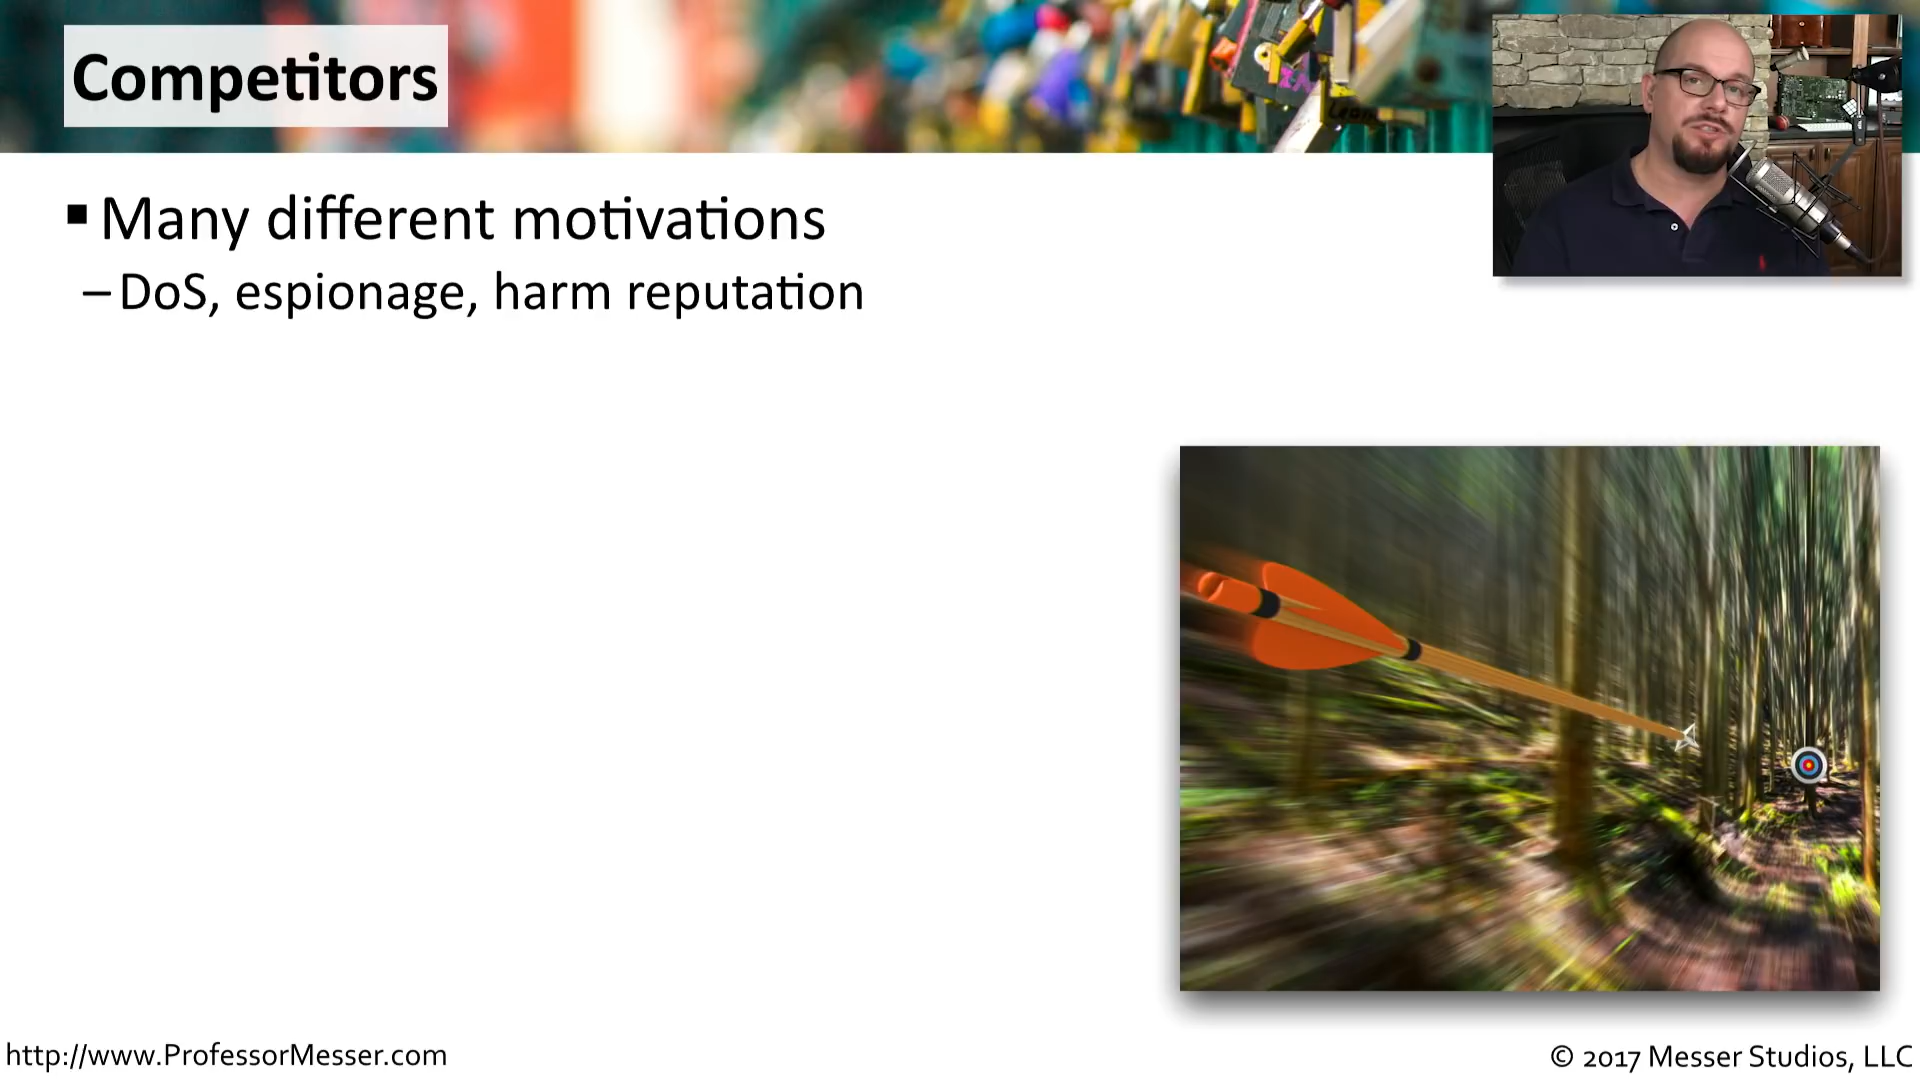 Competitors
▪ Many different motivations
– DoS, espionage, harm reputation
http://www.ProfessorMesser.com
© 2017 Messer Studios, LLC